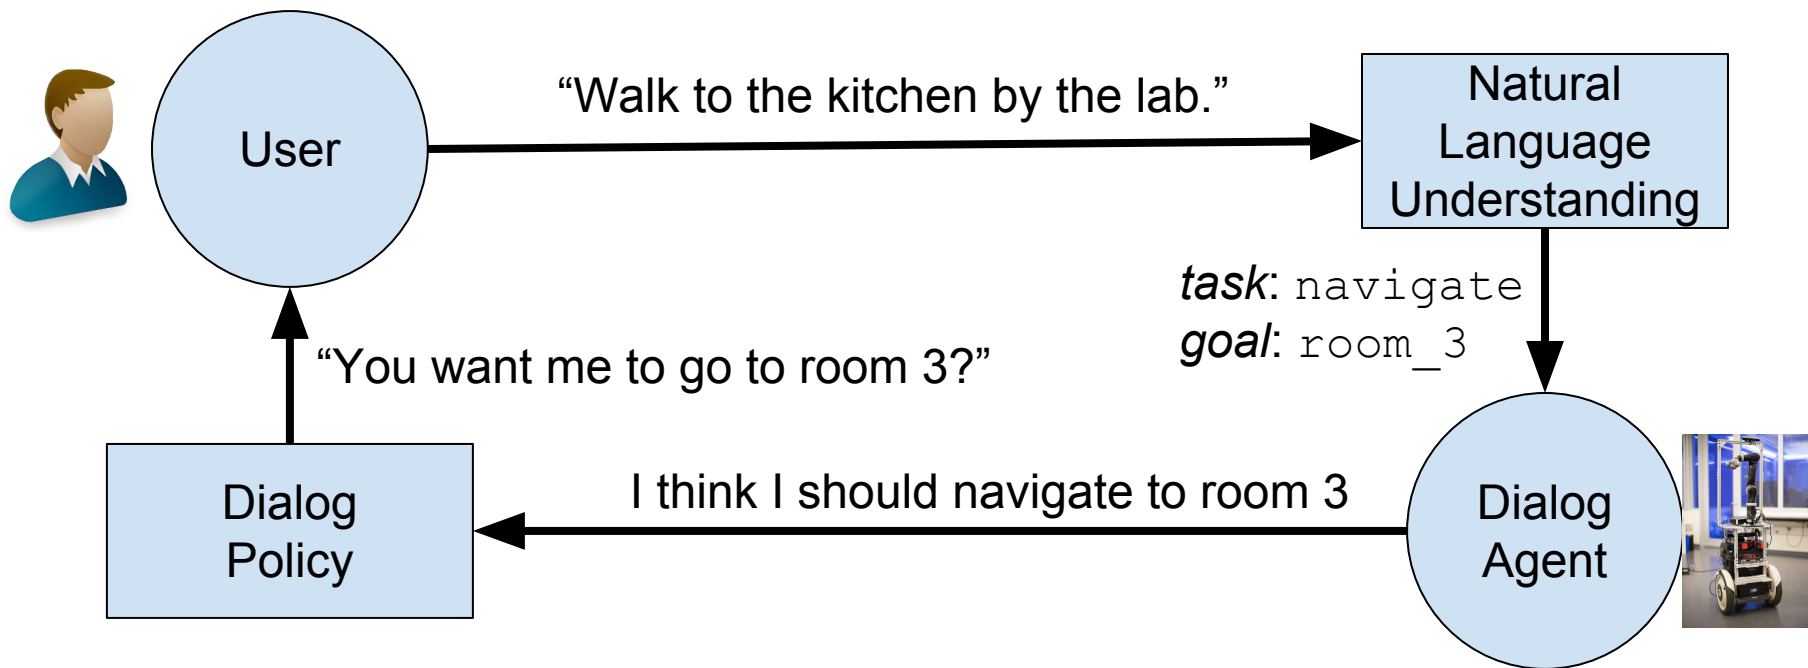 User
“Walk to the kitchen by the lab.”
Natural
Language
Understanding
task: navigate
goal: room_3
“You want me to go to room 3?”
Dialog
Policy
I think I should navigate to room 3
Dialog
Agent